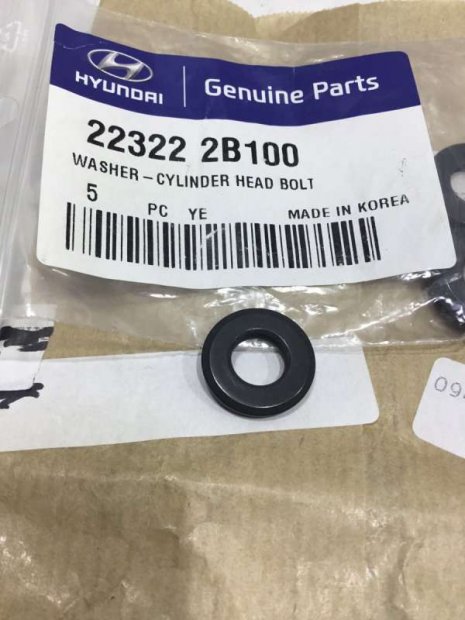 HYUNDAI
Genuine Parts
22322 2B100
WASHER-CYLINDER HEAD BOLT
5 PC YE MADE IN KOREA